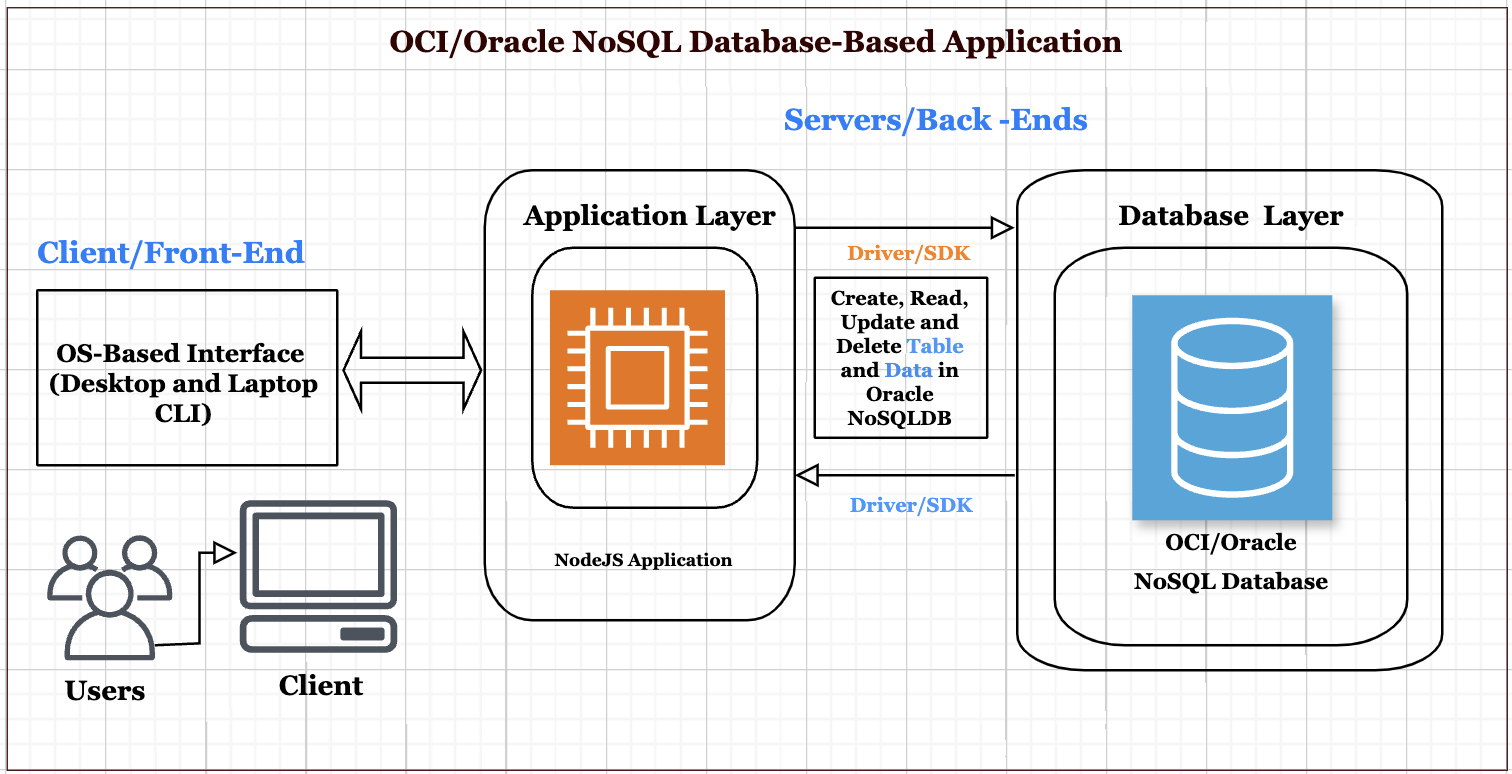 OCI/Oracle NoSQL Database-Based Application
Servers/Back -Ends
Client/Front-End
OS-Based Interface
(Desktop and Laptop
CLI)
Users
Client
Application Layer
NodeJS Application
Driver/SDK
Create, Read,
Update and
Delete Table
and Data in
Oracle
NoSQLDB
Driver/SDK
Database Layer
OCI/Oracle
NoSQL Database